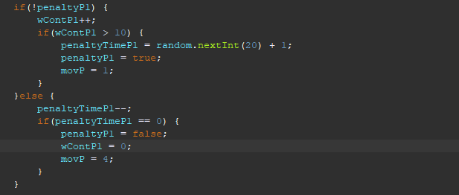 if(!penaltyP1) {
wContP1++;
if(wContP1 > 10) {
penaltyTimeP1 = random.nextInt(20) + 1;
penaltyP1 = true;
movP = 1;
}
}else {
penaltyTimeP1--;
if(penaltyTimeP1 == 0) {
penaltyP1 = false;
wContP1 = 0;
movP = 4;
}
}